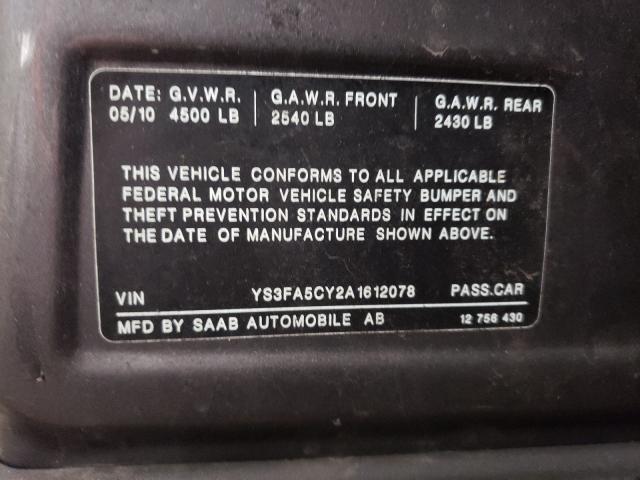 DATE: G.V.W.R. G.A.W.R. FRONT G.A.W.R. REAR
05/10 4500 LB 2540 LB 2430 LB
THIS VEHICLE CONFORMS TO ALL APPLICABLE
FEDERAL MOTOR VEHICLE SAFETY BUMPER AND
THEFT PREVENTION STANDARDS IN EFFECT ON
THE DATE OF MANUFACTURE SHOWN ABOVE.
VIN YS3FA5CY2A1612078 PASS.CAR
MFD BY SAAB AUTOMOBILE AB 12 756 430